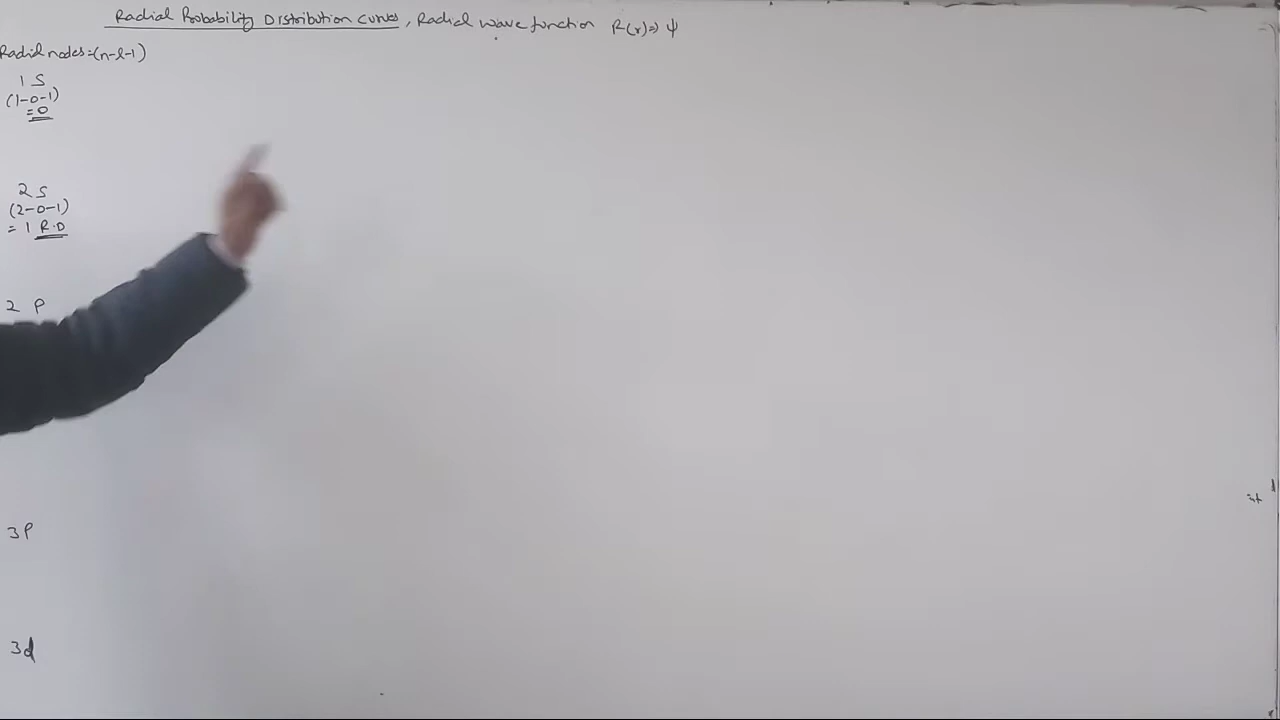 Radial Probability Distribution Curves, Radial wave function R(r)⇒ ψ
Radial nodes=(n-l-1)
1 S
(1-0-1)
=0
2 S
(2-0-1)
= 1 R.D
2 P
3P
3d